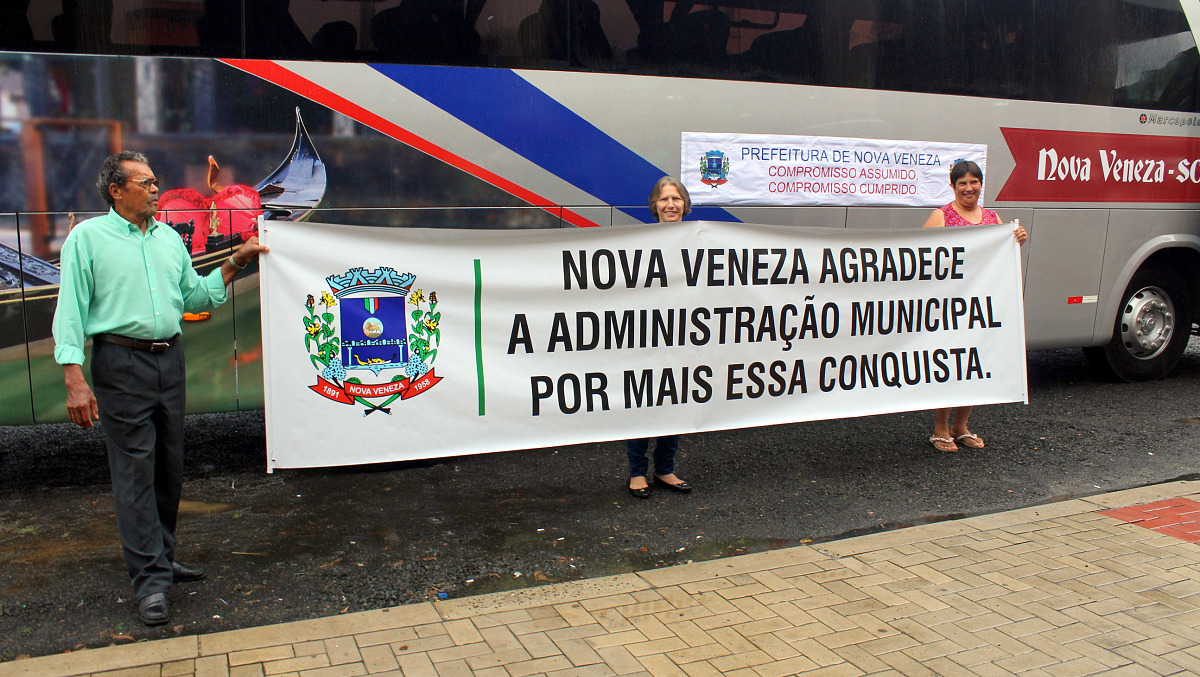 Marcopolo
PREFEITURA DE NOVA VENEZA
COMPROMISSO ASSUMIDO.
COMPROMISSO CUMPRIDO.
Nova Veneza - SC
NOVA VENEZA AGRADECE
A ADMINISTRAÇÃO MUNICIPAL
POR MAIS ESSA CONQUISTA.
1891 NOVA VENEZA 1958